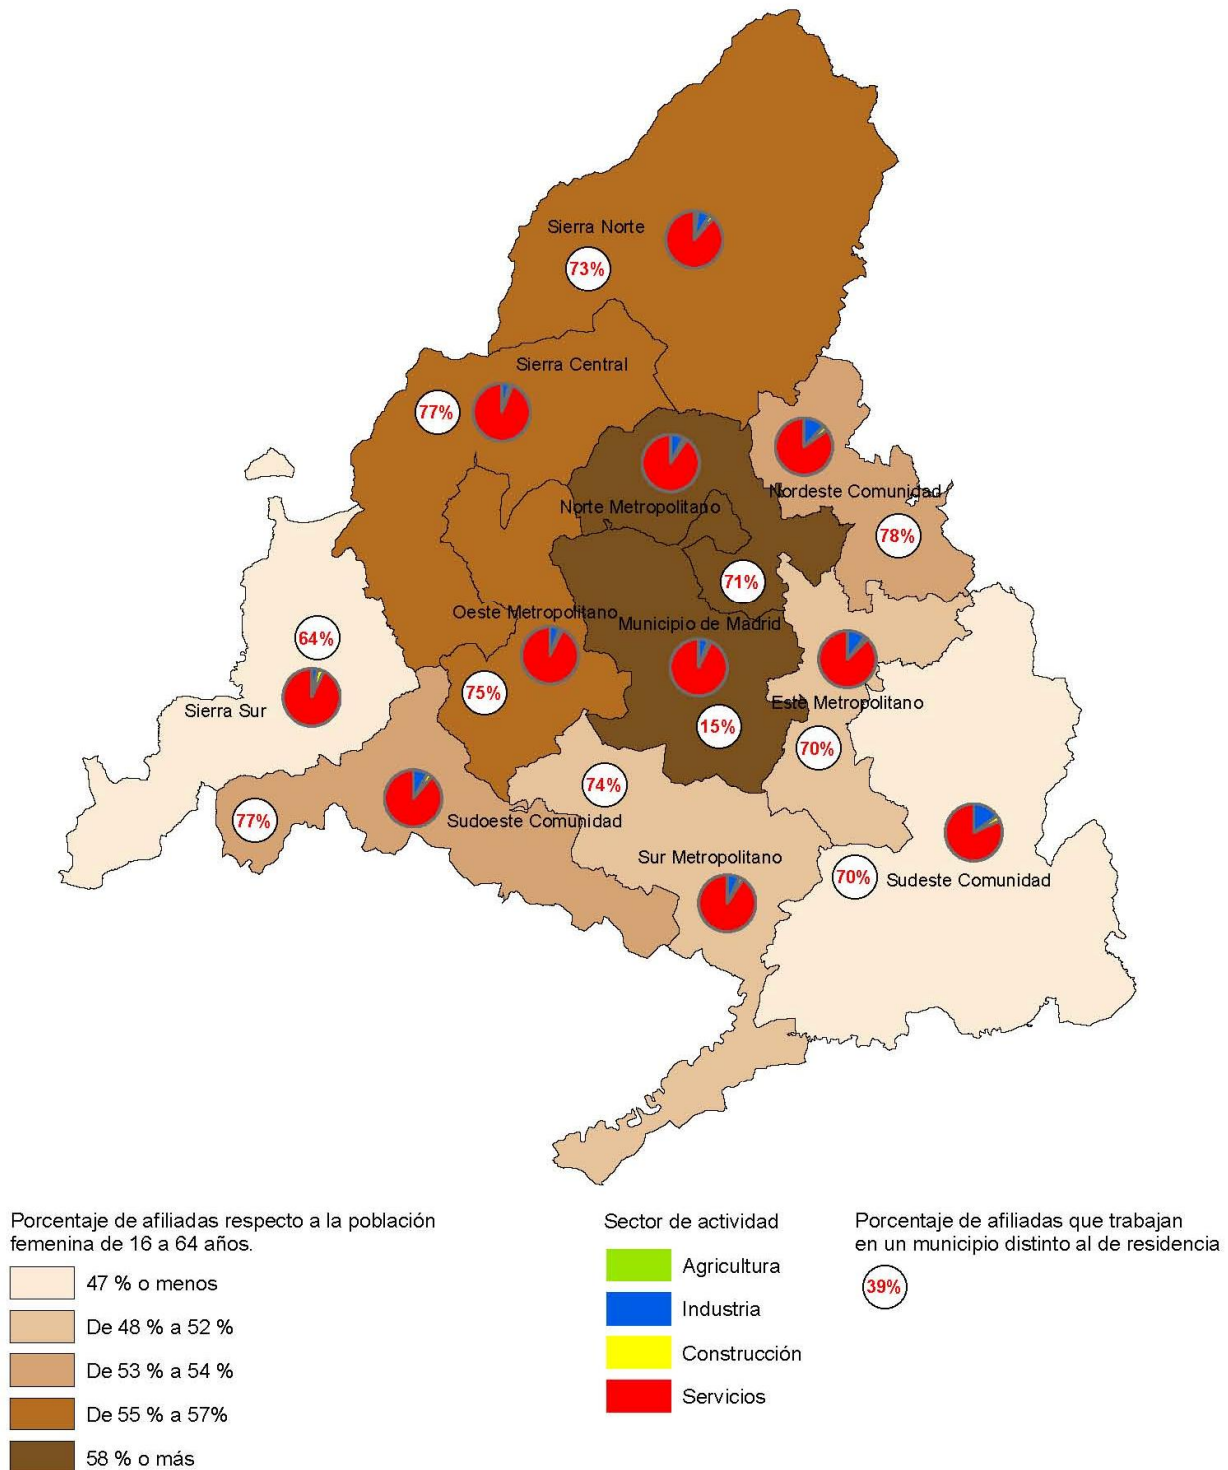 Sierra Norte
73%
Sierra Central
77%
Nordeste Comunidad
Norte Metropolitano
78%
71%
Oeste Metropolitano
Municipio de Madrid
64%
75%
Sierra Sur
Este Metropolitano
15%
70%
74%
77%
Sudoeste Comunidad
Sur Metropolitano
70%
Sudeste Comunidad
Porcentaje de afiliadas respecto a la población
femenina de 16 a 64 años.
47 % o menos
De 48 % a 52 %
De 53 % a 54 %
De 55 % a 57%
58 % o más
Sector de actividad
Agricultura
Industria
Construcción
Servicios
Porcentaje de afiliadas que trabajan
en un municipio distinto al de residencia
39%